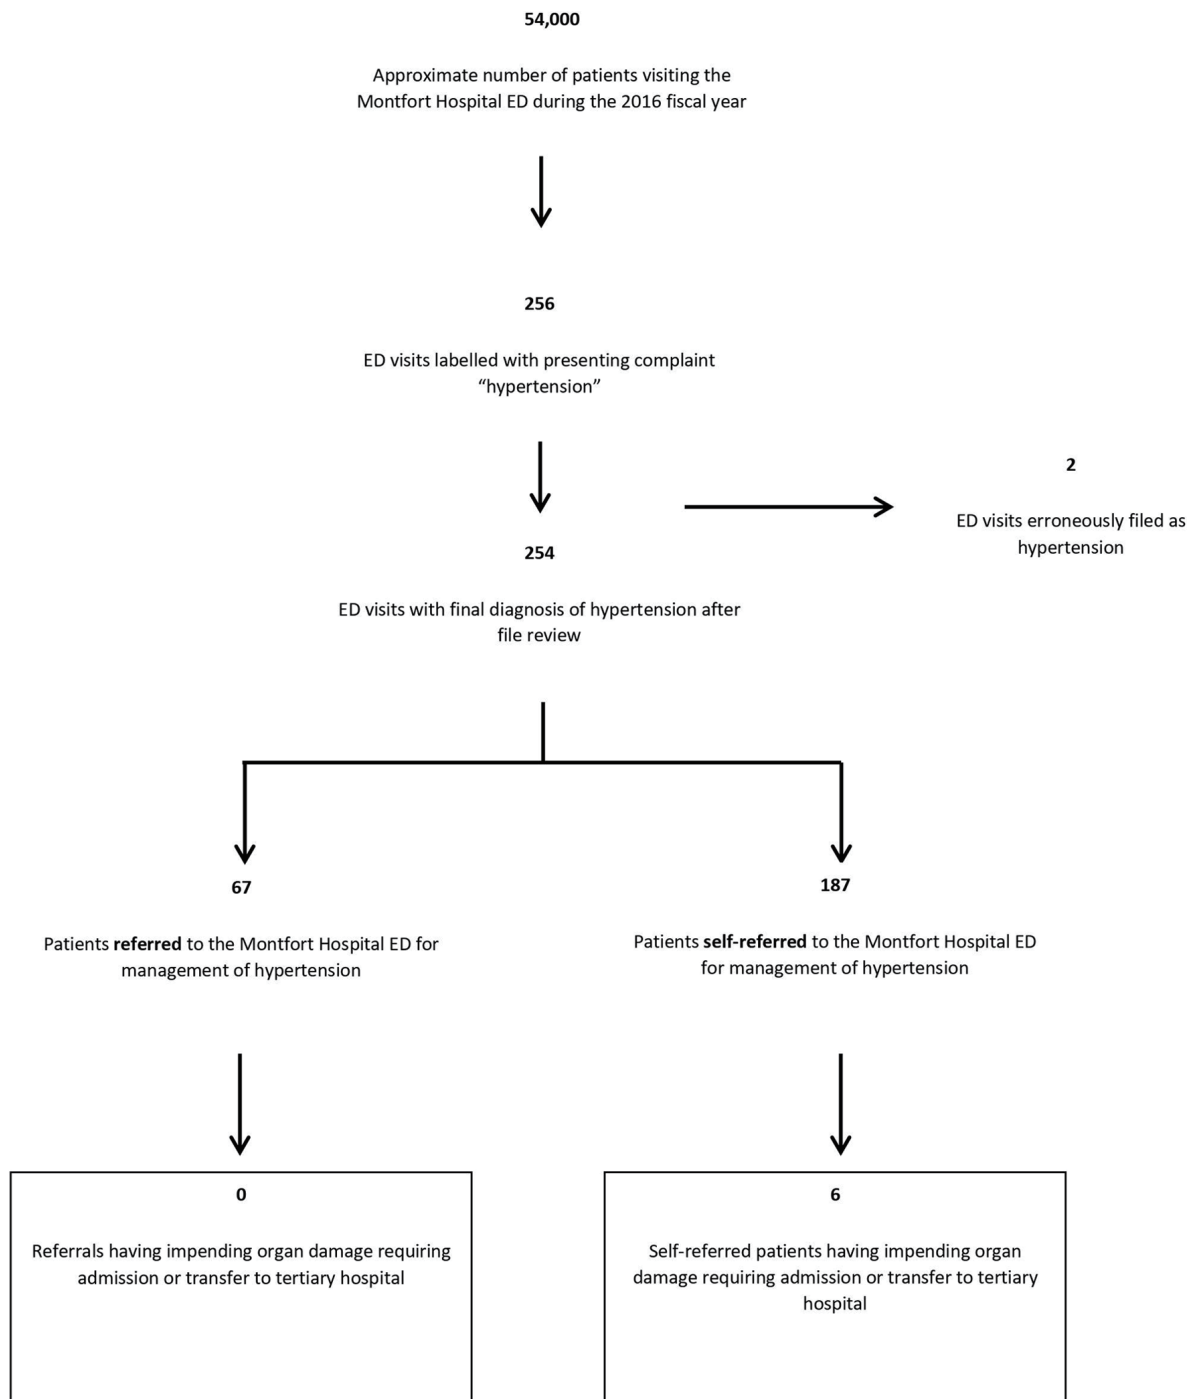 54,000
Approximate number of patients visiting the
Montfort Hospital ED during the 2016 fiscal year
256
ED visits labelled with presenting complaint
“hypertension”
2
ED visits erroneously filed as
hypertension
254
ED visits with final diagnosis of hypertension after
file review
67
Patients referred to the Montfort Hospital ED for
management of hypertension
187
Patients self-referred to the Montfort Hospital ED
for management of hypertension
0
Referrals having impending organ damage requiring
admission or transfer to tertiary hospital
6
Self-referred patients having impending organ
damage requiring admission or transfer to tertiary
hospital